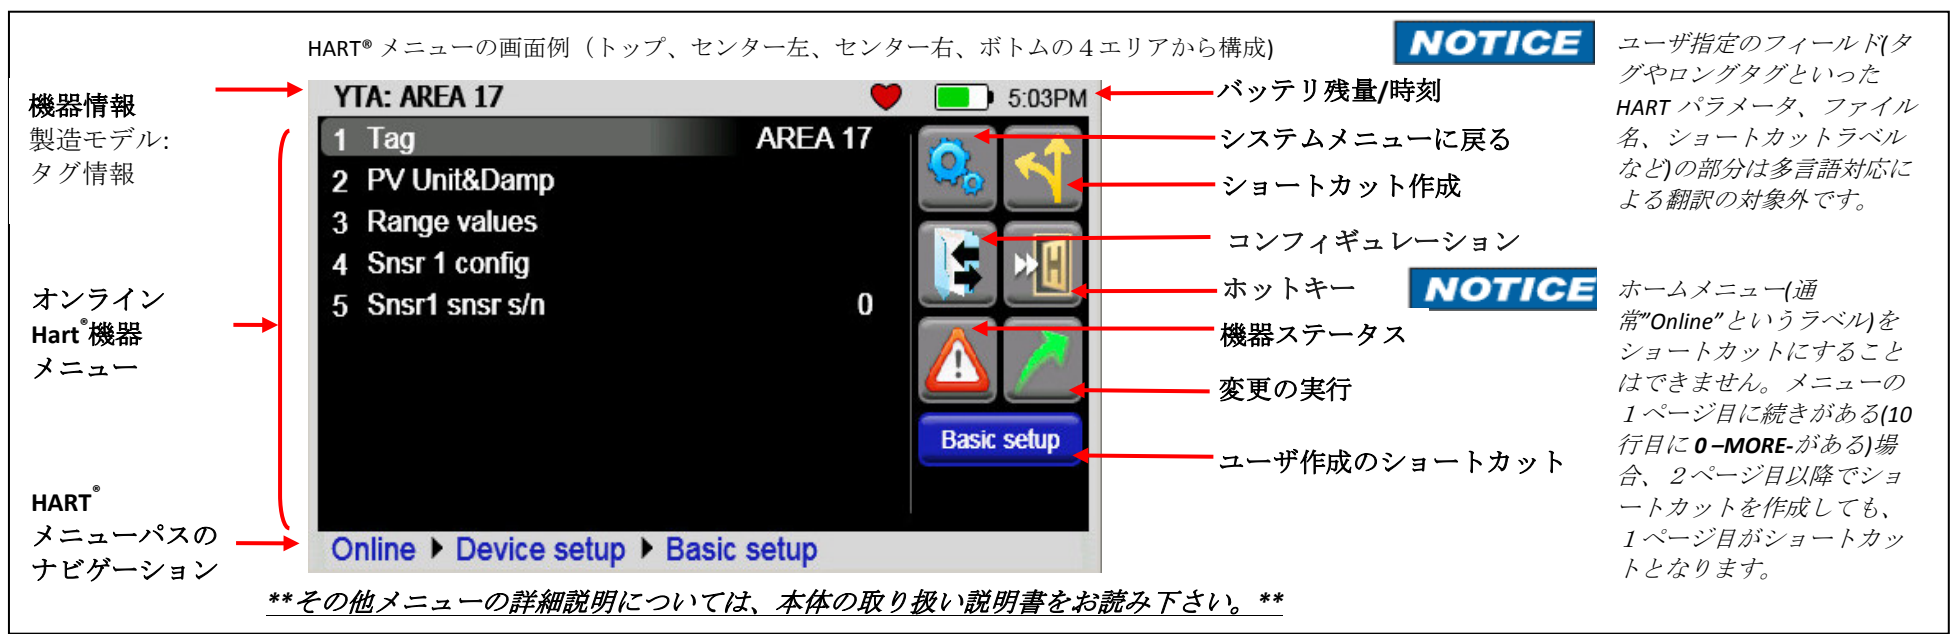 HART® メニューの画面例（トップ、センター左、センター右、ボトムの４エリアから構成)
機器情報
製造モデル:
タグ情報
オンライン
Hart®機器
メニュー
HART®
メニューパスの
ナビゲーション
YTA: AREA 17
5:03PM
1 Tag AREA 17
2 PV Unit&Damp
3 Range values
4 Snsr 1 config
5 Snsr1 snsr s/n 0
Basic setup
Online Device setup Basic setup
バッテリ残量/時刻
システムメニューに戻る
ショートカット作成
コンフィギュレーション
ホットキー
機器ステータス
変更の実行
ユーザ作成のショートカット
NOTICE
ユーザ指定のフィールド(タ
グやロングタグといった
HART パラメータ、ファイル
名、ショートカットラベル
など)の部分は多言語対応に
よる翻訳の対象外です。
NOTICE
ホームメニュー(通
常”Online”というラベル)を
ショートカットにすること
はできません。メニューの
１ページ目に続きがある(10
行目に 0 –MORE-がある)場
合、２ページ目以降でショ
ートカットを作成しても、
１ページ目がショートカッ
トとなります。
**その他メニューの詳細説明については、本体の取り扱い説明書をお読み下さい。**